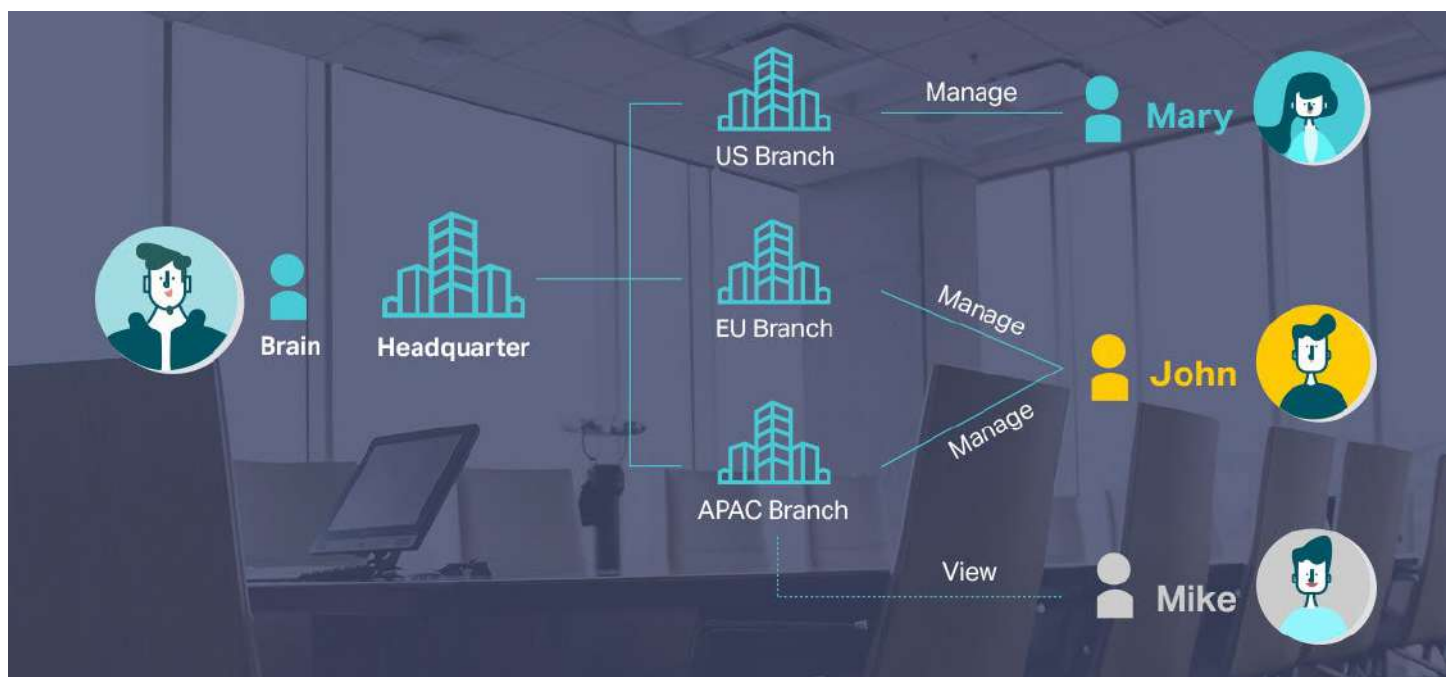 Manage
Mary
US Branch
Brain
Headquarter
EU Branch
Manage
John
Manage
APAC Branch
View
Mike